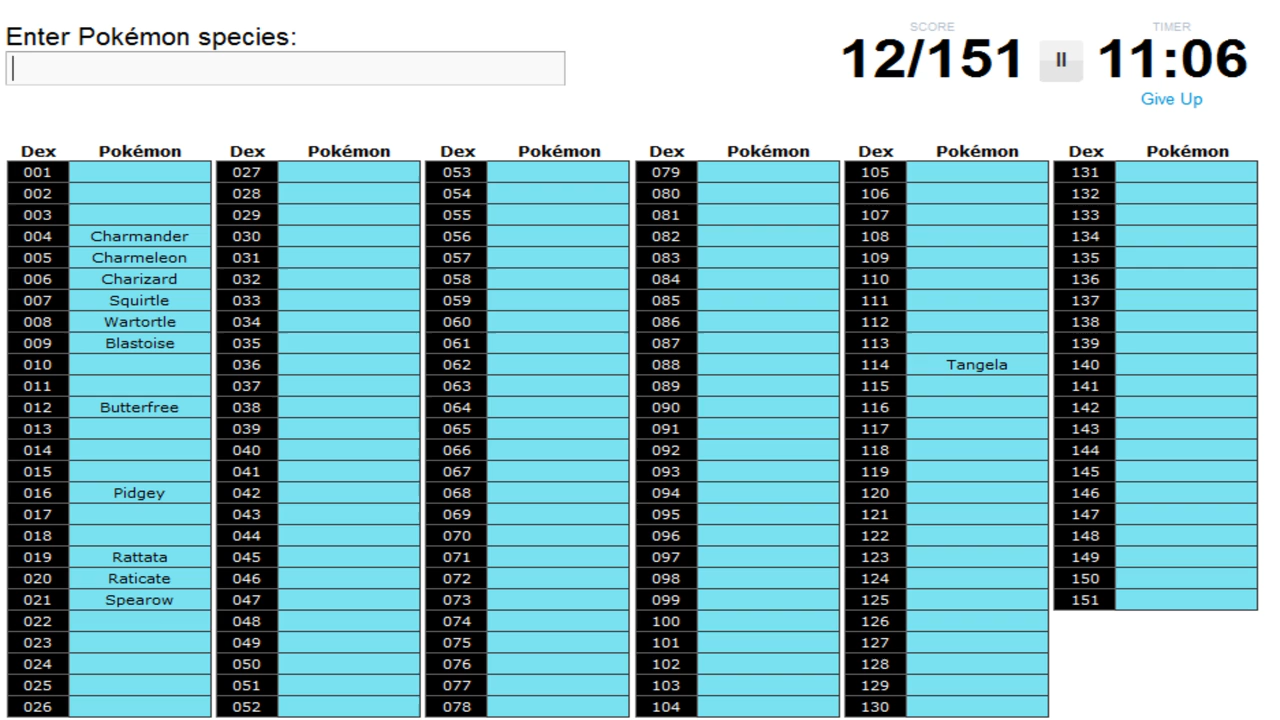 SCORE TIMER
Enter Pokémon species: 12/151 II 11:06
Give Up
Dex Pokémon Dex Pokémon Dex Pokémon Dex Pokémon Dex Pokémon Dex Pokémon
001 027 053 079 105 131
002 028 054 080 106 132
003 029 055 081 107 133
004 Charmander 030 056 082 108 134
005 Charmeleon 031 057 083 109 135
006 Charizard 032 058 084 110 136
007 Squirtle 033 059 085 111 137
008 Wartortle 034 060 086 112 138
009 Blastoise 035 061 087 113 139
010 036 062 088 114 Tangela 140
011 037 063 089 115 141
012 Butterfree 038 064 090 116 142
013 039 065 091 117 143
014 040 066 092 118 144
015 041 067 093 119 145
016 Pidgey 042 068 094 120 146
017 043 069 095 121 147
018 044 070 096 122 148
019 Rattata 045 071 097 123 149
020 Raticate 046 072 098 124 150
021 Spearow 047 073 099 125 151
022 048 074 100 126
023 049 075 101 127
024 050 076 102 128
025 051 077 103 129
026 052 078 104 130